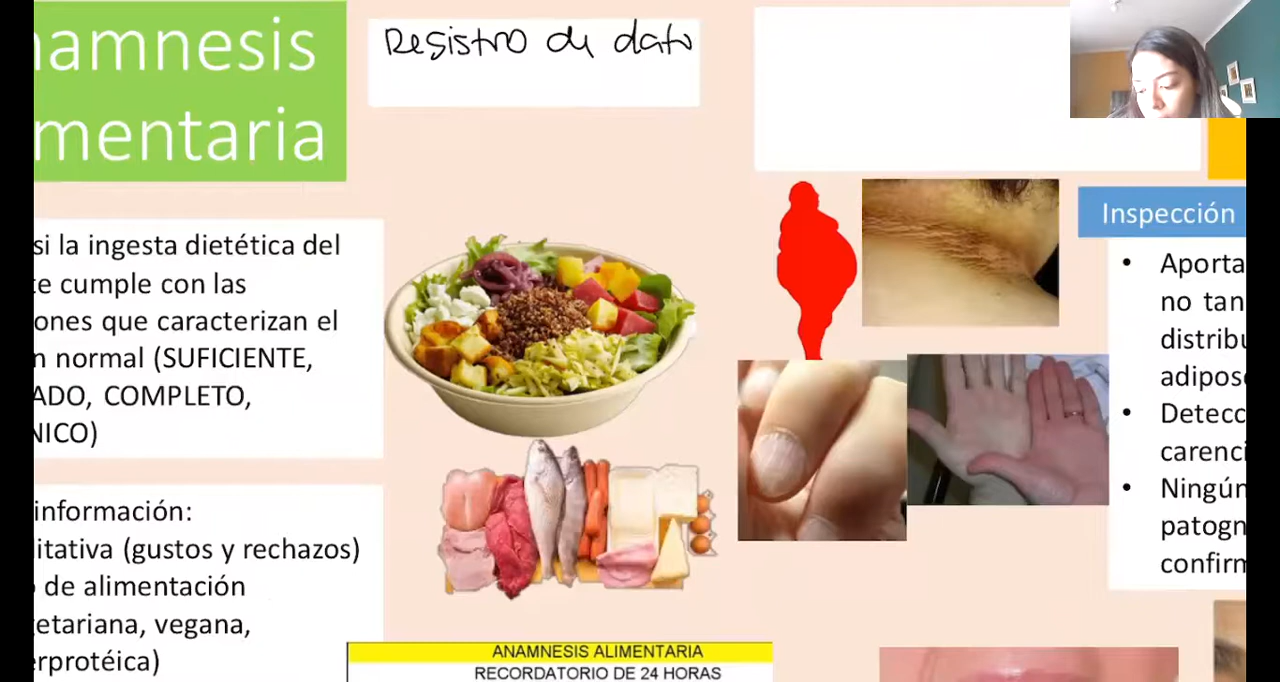 namnesis
mentaria
Registro de dato
si la ingesta dietética del
te cumple con las
iones que caracterizan el
n normal (SUFICIENTE,
ADO, COMPLETO,
NICO)
información:
litativa (gustos y rechazos)
de alimentación
etariana, vegana,
erprotéica)
ANAMNESIS ALIMENTARIA
RECORDATORIO DE 24 HORAS
Inspección
• Aporta
no tan
distribu
adipos
• Detecc
carenci
• Ningún
patogn
confirm